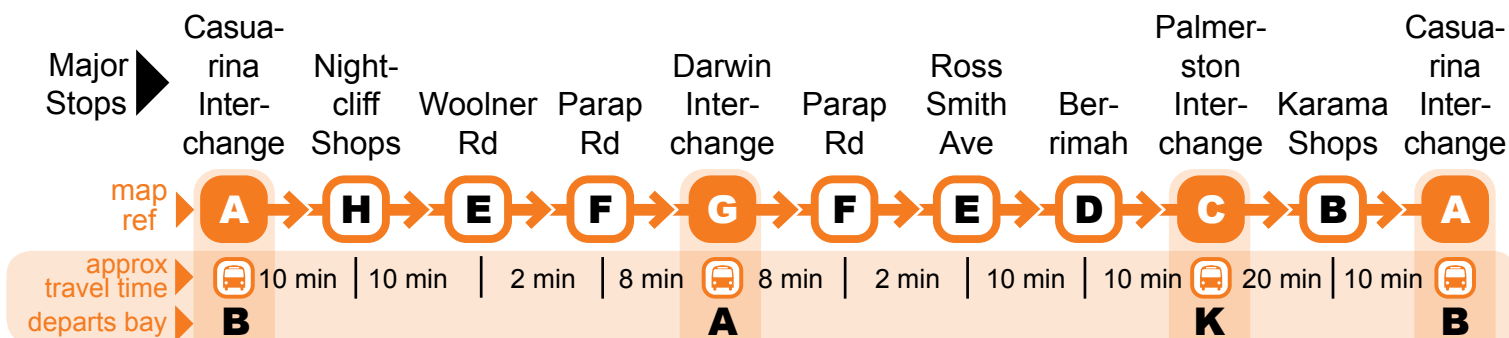 Major Stops
Casua-
rina
Inter-
change
Night-
cliff
Shops
Woolner
Rd
Parap
Rd
Darwin
Inter-
change
Parap
Rd
Ross
Smith
Ave
Ber-
rimah
Palmer-
ston
Inter-
change
Karama
Shops
Casua-
rina
Inter-
change
map
ref
A H E F G F E D C B A
approx
travel time
10 min 10 min 2 min 8 min 8 min 2 min 10 min 10 min 20 min 10 min
departs bay B A K B